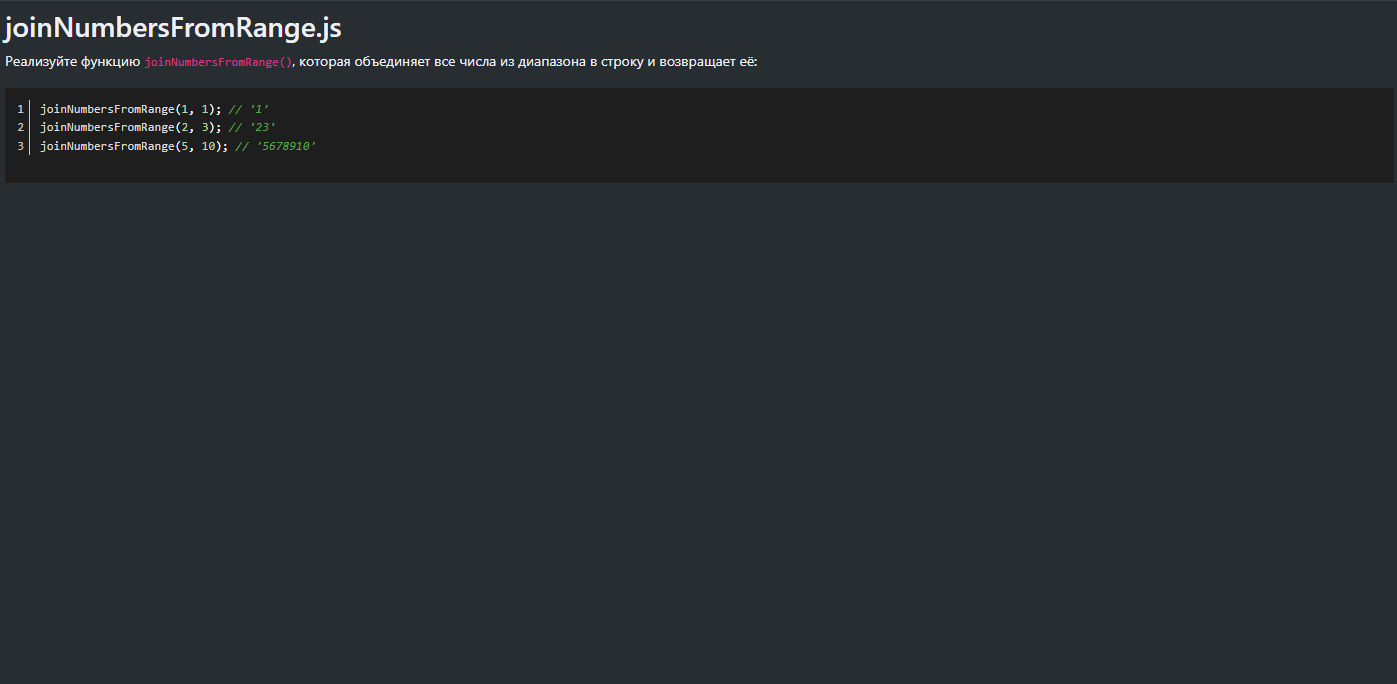 joinNumbersFromRange.js
Реализуйте функцию joinNumbersFromRange(), которая объединяет все числа из диапазона в строку и возвращает её:
1 joinNumbersFromRange(1, 1); // '1'
2 joinNumbersFromRange(2, 3); // '23'
3 joinNumbersFromRange(5, 10); // '5678910'